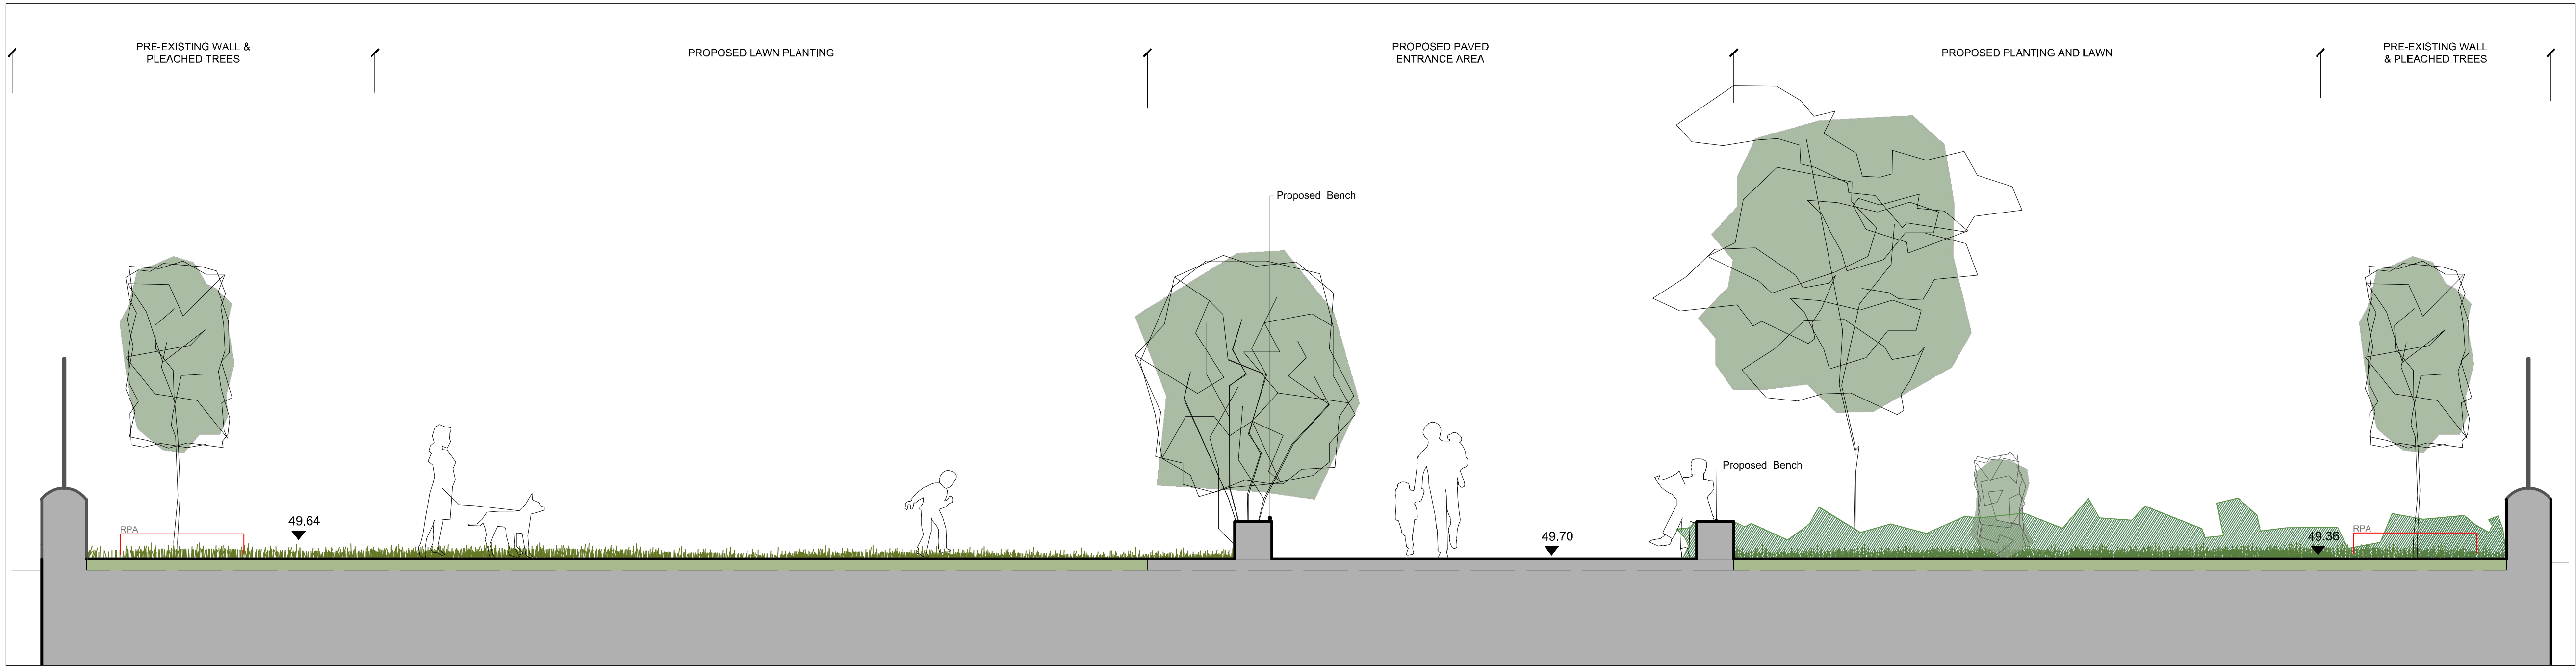 PRE-EXISTING WALL &
PLEACHED TREES
PROPOSED LAWN PLANTING
PROPOSED PAVED
ENTRANCE AREA
PROPOSED PLANTING AND LAWN
PRE-EXISTING WALL
& PLEACHED TREES
Proposed Bench
Proposed Bench
RPA
49.64
49.70
49.36
RPA